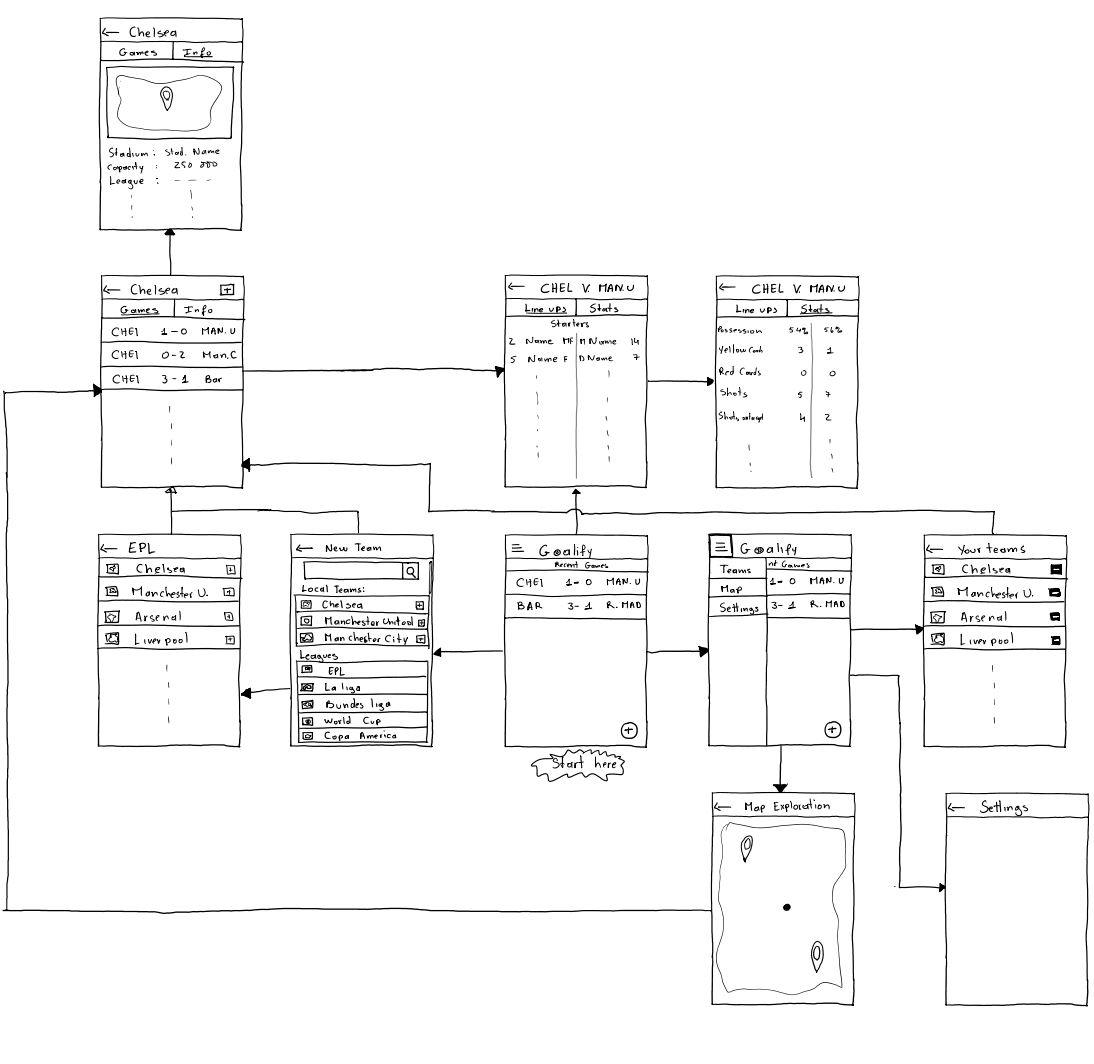 ← Chelsea
Games Info
Stadium : Stad. Name
Capacity : 250 000
League : - - - -
← Chelsea +
Games Info
CHEl 1-0 MAN.U
CHEl 0-2 Man.C
CHEl 3-1 Bar
← CHEL V. MAN.U
Line ups Stats
Starters
2 Name MF M Name 14
5 Name F D Name 7
← CHEL V. MAN.U
Line ups Stats
Possession 54% 56%
Yellow Cards 3 1
Red Cards 0 0
Shots 5 7
Shots on target 4 2
← EPL
Chelsea +
Manchester U. +
Arsenal +
Liverpool +
← New Team
Local Teams:
Chelsea +
Manchester United +
Manchester City +
Leagues
EPL
La liga
Bundes liga
World Cup
Copa America
Goalify
Recent Games
CHEl 1-0 MAN.U
BAR 3-1 R.MAD
+
Start here
Goalify
Teams nt Games
Map 1-0 MAN.U
Settings 3-1 R.MAD
+
← Your teams
Chelsea
Manchester U.
Arsenal
Liverpool
← Map Exploration
← Settings